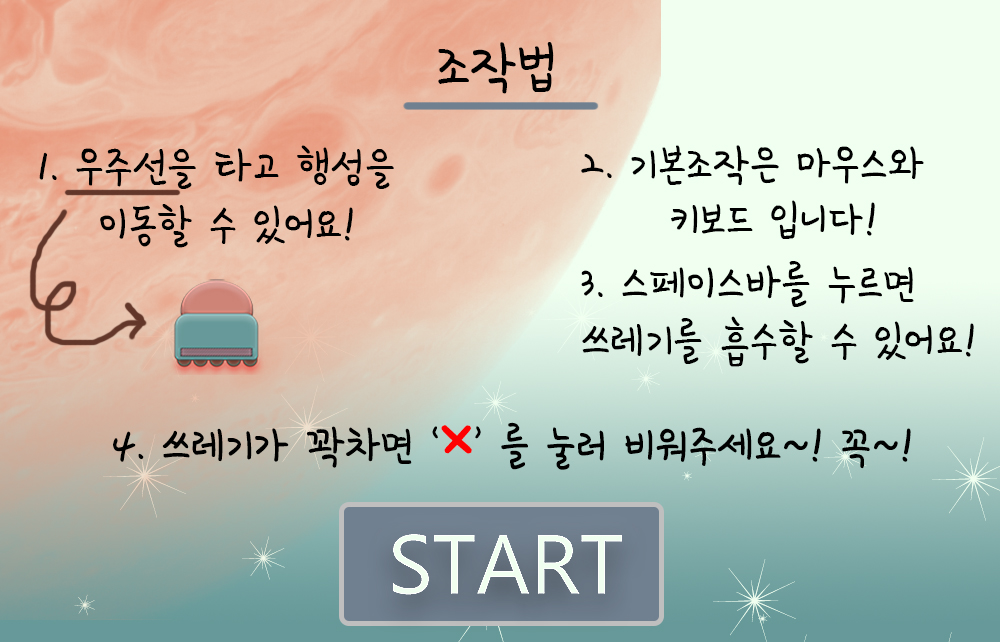 조작법
1. 우주선을 타고 행성을
이동할 수 있어요!
2. 기본조작은 마우스와
키보드 입니다!
3. 스페이스바를 누르면
쓰레기를 흡수할 수 있어요!
4. 쓰레기가 꽉차면 '❌' 를 눌러 비워주세요~! 꼭~!
START